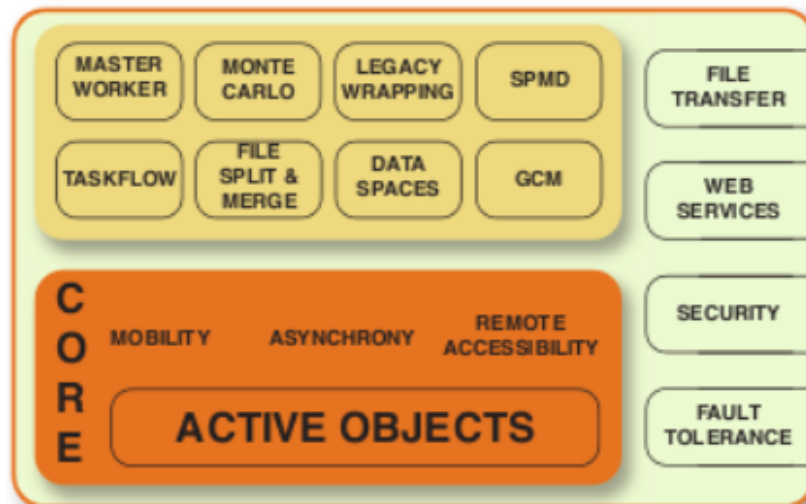 MASTER
WORKER
MONTE
CARLO
LEGACY
WRAPPING
SPMD
TASKFLOW
FILE
SPLIT &
MERGE
DATA
SPACES
GCM
FILE
TRANSFER
WEB
SERVICES
SECURITY
FAULT
TOLERANCE
CORE
MOBILITY
ASYNCHRONY
REMOTE
ACCESSIBILITY
ACTIVE OBJECTS